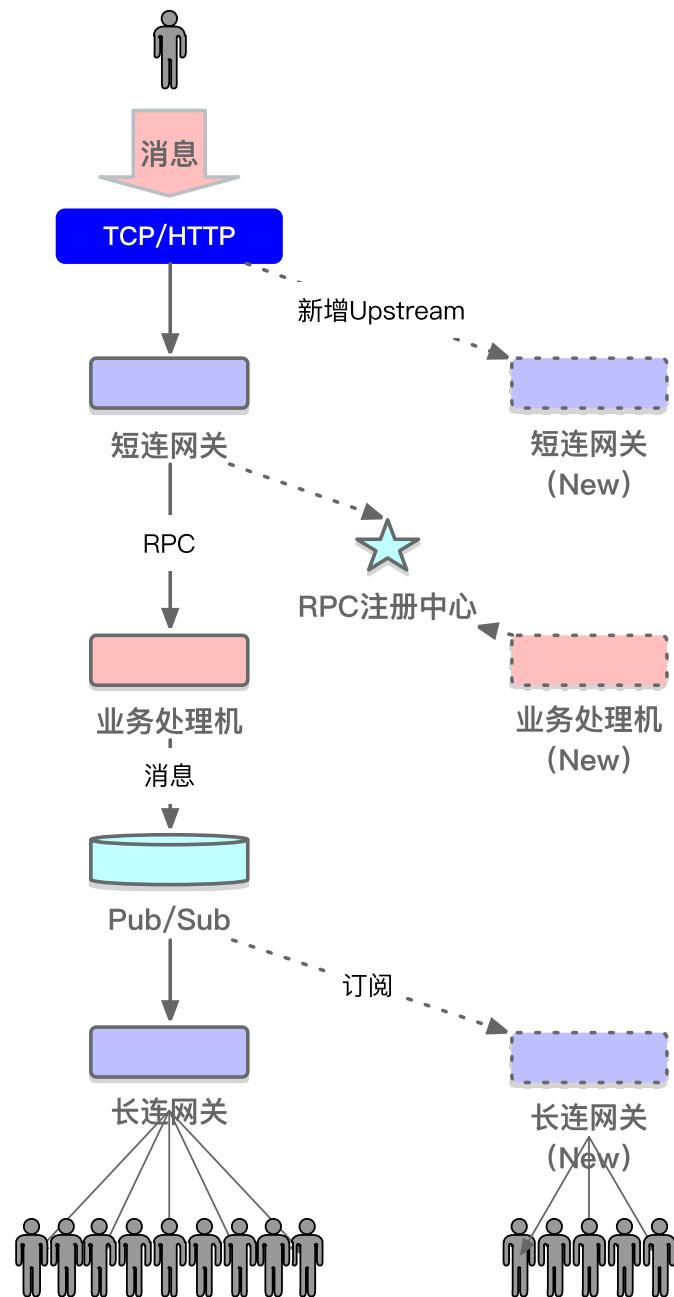 消息
TCP/HTTP
新增Upstream
短连网关
短连网关
（New）
RPC
RPC注册中心
业务处理机
业务处理机
（New）
消息
Pub/Sub
订阅
长连网关
长连网关
（New）